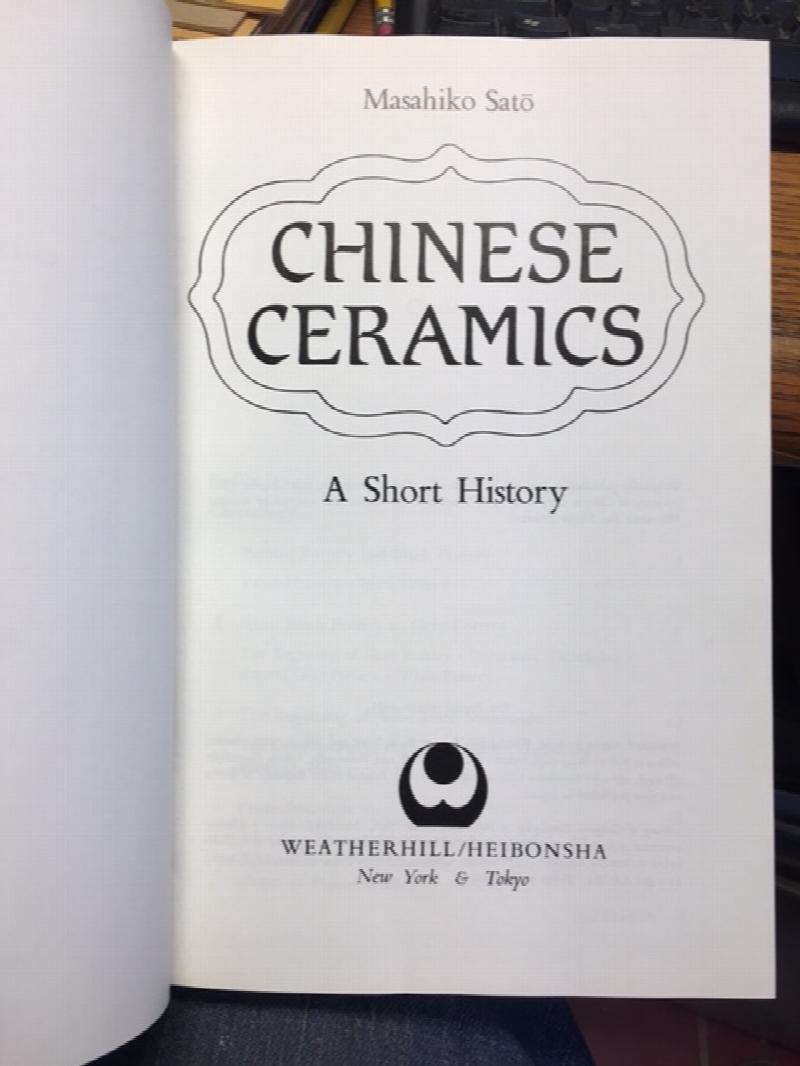 Masahiko Satō
CHINESE
CERAMICS
A Short History
WEATHERHILL/HEIBONSHA
New York & Tokyo